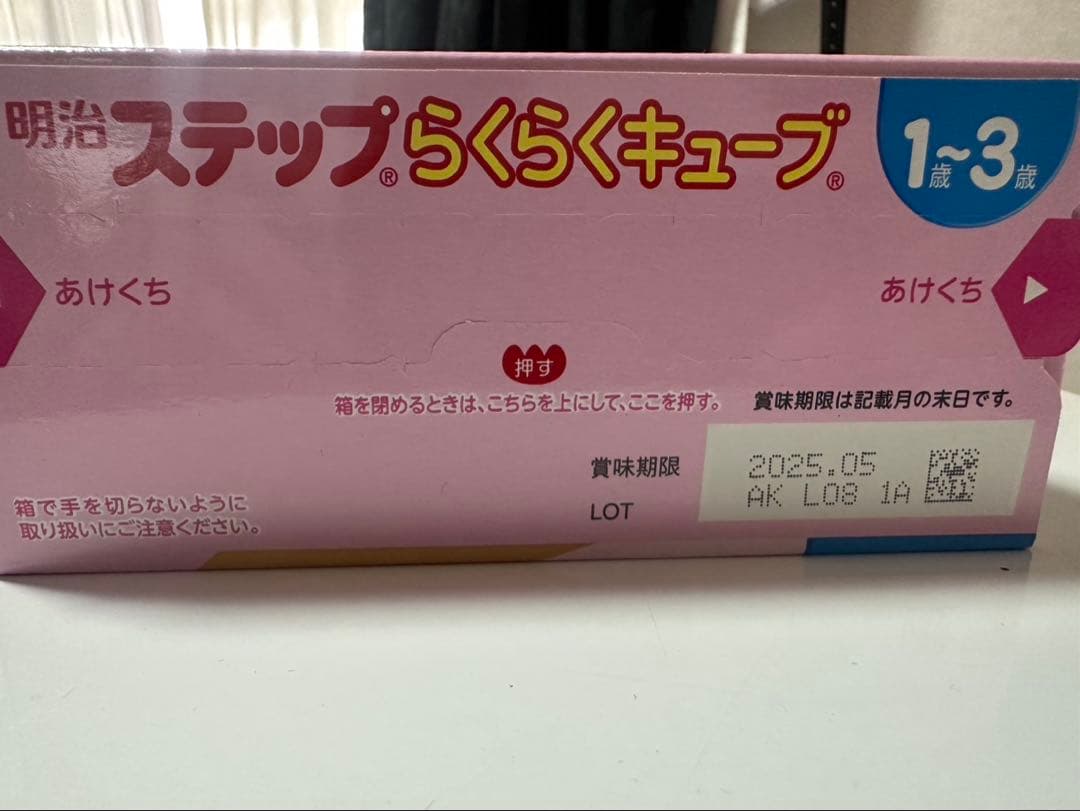 明治ステップ®らくらくキューブ®
1歳~3歳
あけくち
あけくち
押す
箱を閉めるときは、こちらを上にして、ここを押す。
賞味期限は記載月の末日です。
賞味期限 2025.05
LOT AK L08 1A
箱で手を切らないように
取り扱いにご注意ください。